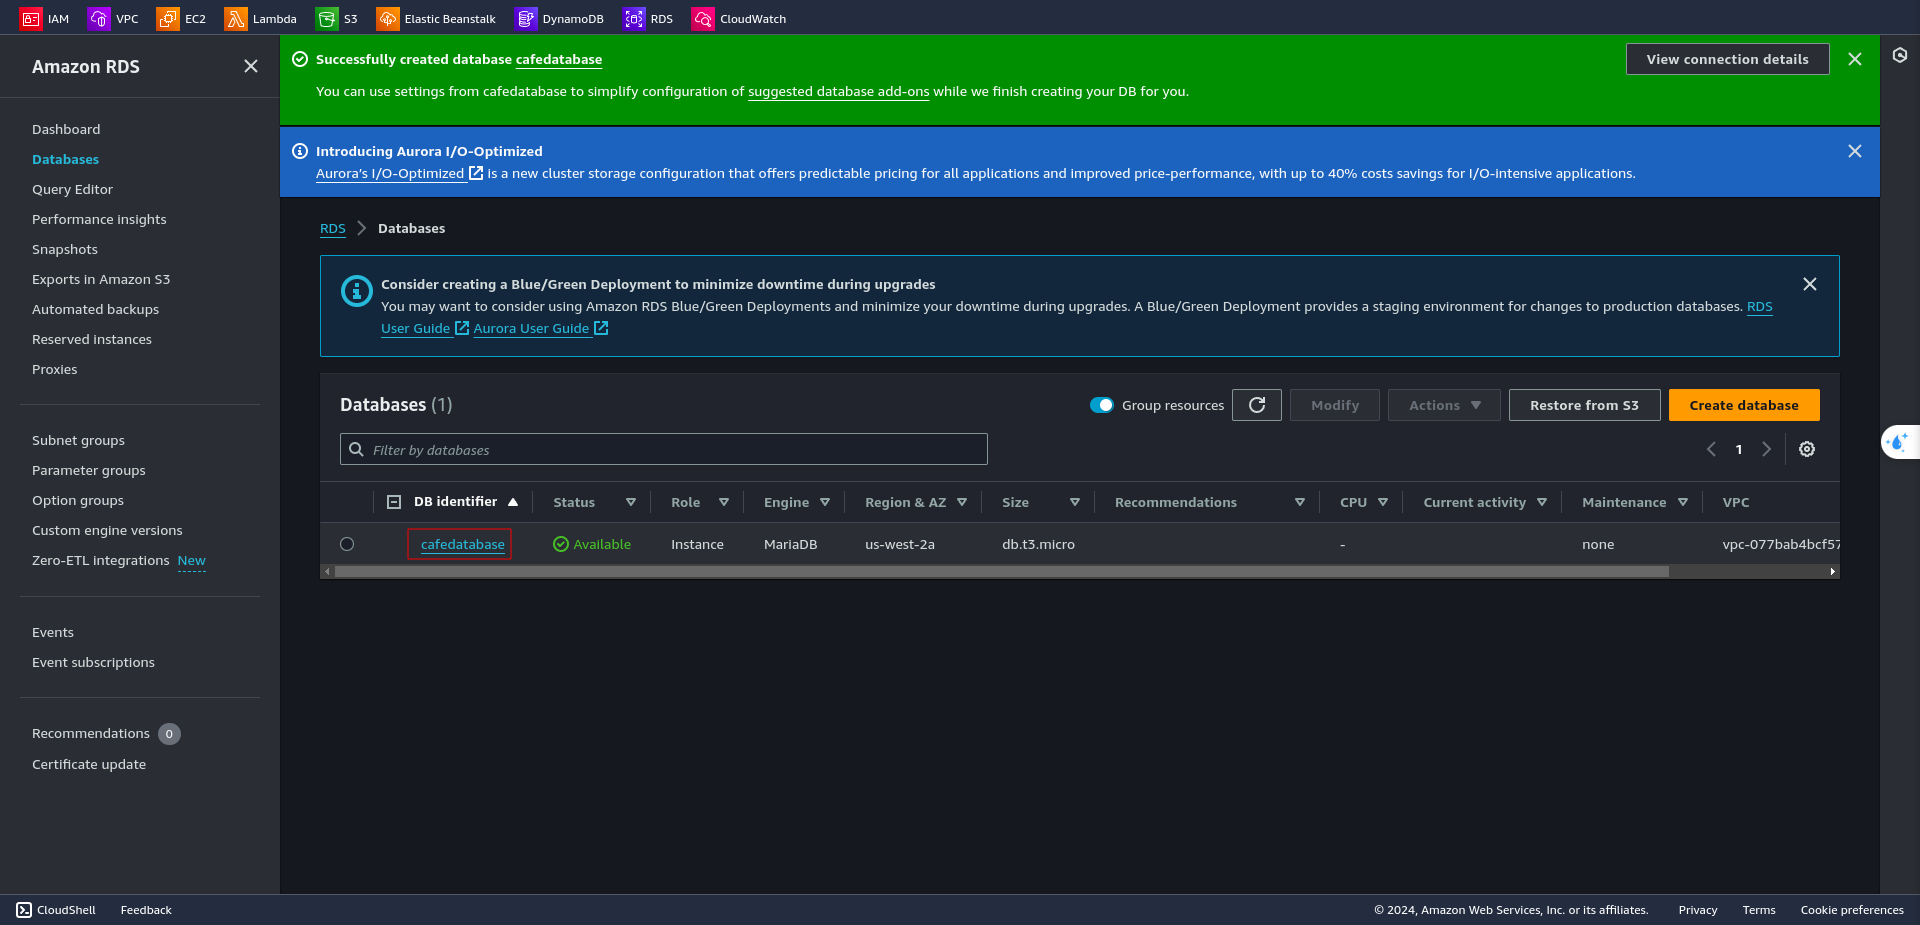 IAM VPC EC2 Lambda S3 Elastic Beanstalk DynamoDB RDS CloudWatch
Amazon RDS
Dashboard
Databases
Query Editor
Performance insights
Snapshots
Exports in Amazon S3
Automated backups
Reserved instances
Proxies
Subnet groups
Parameter groups
Option groups
Custom engine versions
Zero-ETL integrations New
Events
Event subscriptions
Recommendations 0
Certificate update
Successfully created database cafedatabase
View connection details
You can use settings from cafedatabase to simplify configuration of suggested database add-ons while we finish creating your DB for you.
Introducing Aurora I/O-Optimized
Aurora's I/O-Optimized is a new cluster storage configuration that offers predictable pricing for all applications and improved price-performance, with up to 40% costs savings for I/O-intensive applications.
RDS Databases
Consider creating a Blue/Green Deployment to minimize downtime during upgrades
You may want to consider using Amazon RDS Blue/Green Deployments and minimize your downtime during upgrades. A Blue/Green Deployment provides a staging environment for changes to production databases. RDS
User Guide Aurora User Guide
Databases (1) Group resources Modify Actions Restore from S3 Create database
Filter by databases 1
DB identifier Status Role Engine Region & AZ Size Recommendations CPU Current activity Maintenance VPC
cafedatabase Available Instance MariaDB us-west-2a db.t3.micro - none vpc-077bab4bcf57
CloudShell Feedback © 2024, Amazon Web Services, Inc. or its affiliates. Privacy Terms Cookie preferences